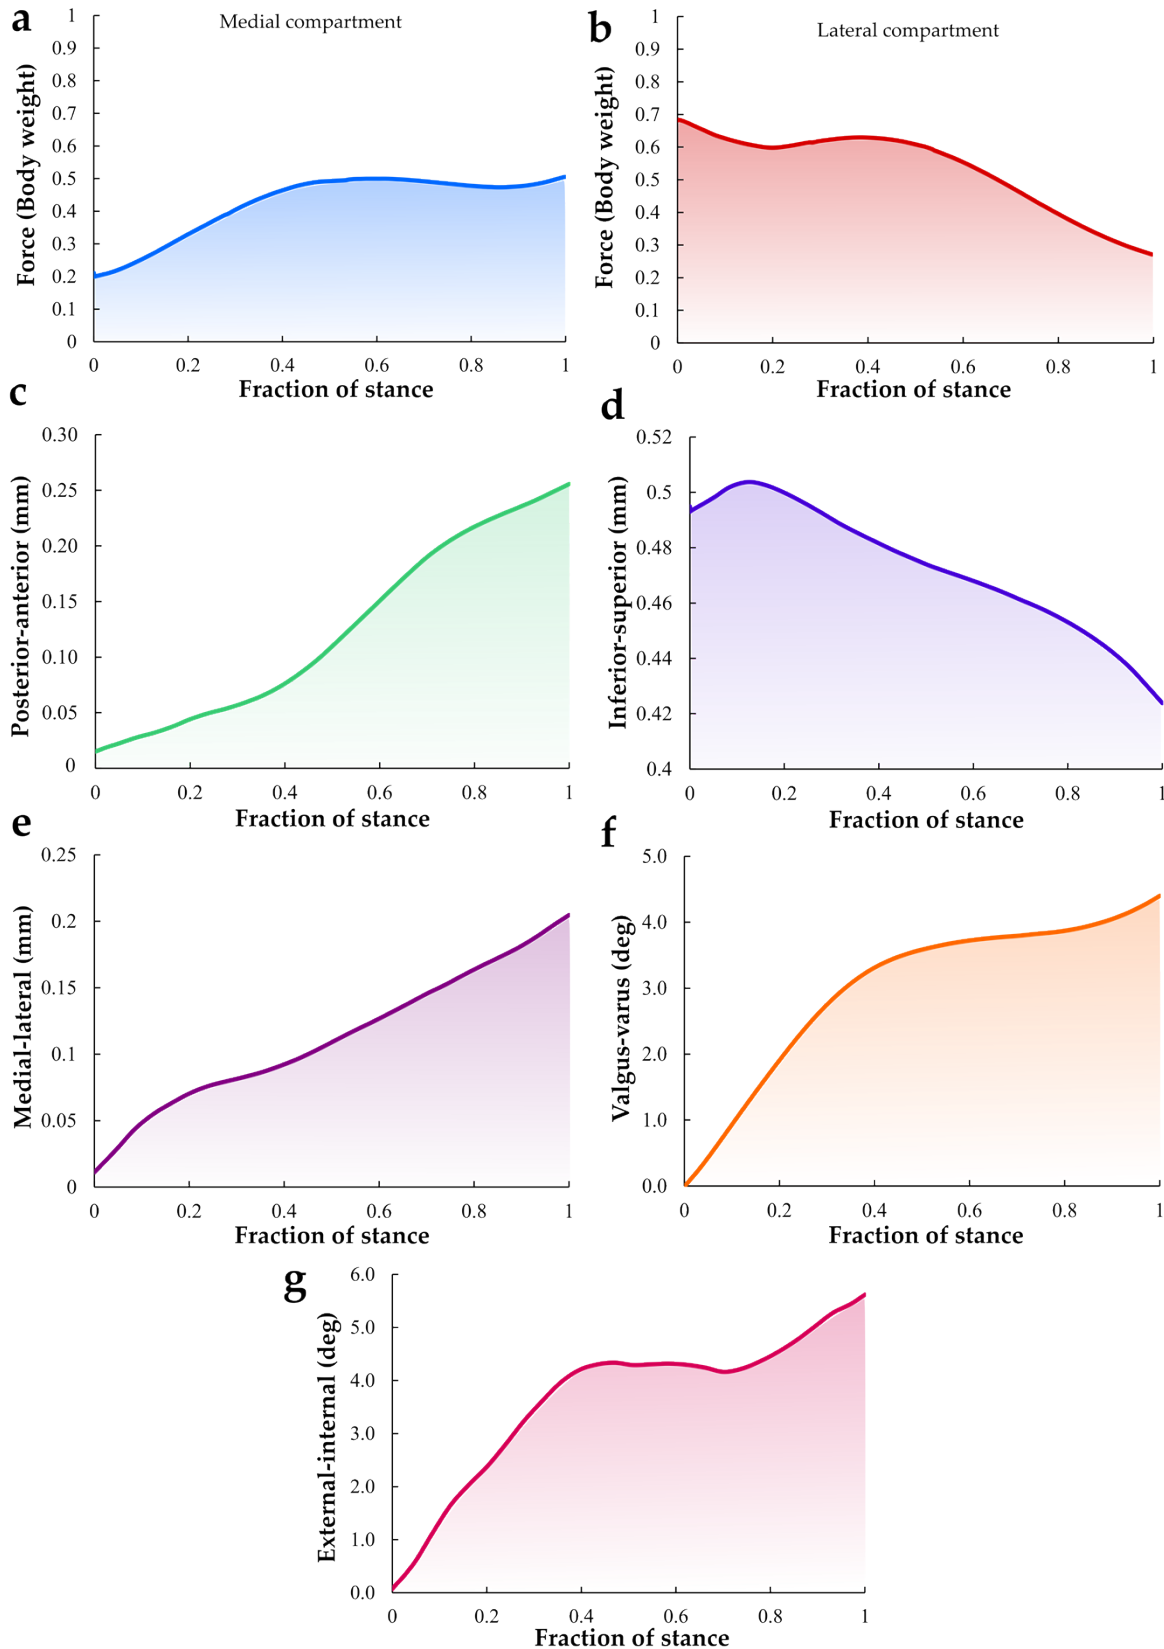 a
Medial compartment
Force (Body weight)
1
0.9
0.8
0.7
0.6
0.5
0.4
0.3
0.2
0.1
0
0 0.2 0.4 0.6 0.8 1
Fraction of stance
b
Lateral compartment
Force (Body weight)
1
0.9
0.8
0.7
0.6
0.5
0.4
0.3
0.2
0.1
0
0 0.2 0.4 0.6 0.8 1
Fraction of stance
c
Posterior-anterior (mm)
0.30
0.25
0.20
0.15
0.10
0.05
0
0 0.2 0.4 0.6 0.8 1
Fraction of stance
d
Inferior-superior (mm)
0.52
0.5
0.48
0.46
0.44
0.42
0.4
0 0.2 0.4 0.6 0.8 1
Fraction of stance
e
Medial-lateral (mm)
0.25
0.2
0.15
0.1
0.05
0
0 0.2 0.4 0.6 0.8 1
Fraction of stance
f
Valgus-varus (deg)
5.0
4.0
3.0
2.0
1.0
0.0
0 0.2 0.4 0.6 0.8 1
Fraction of stance
g
External-internal (deg)
6.0
5.0
4.0
3.0
2.0
1.0
0.0
0 0.2 0.4 0.6 0.8 1
Fraction of stance